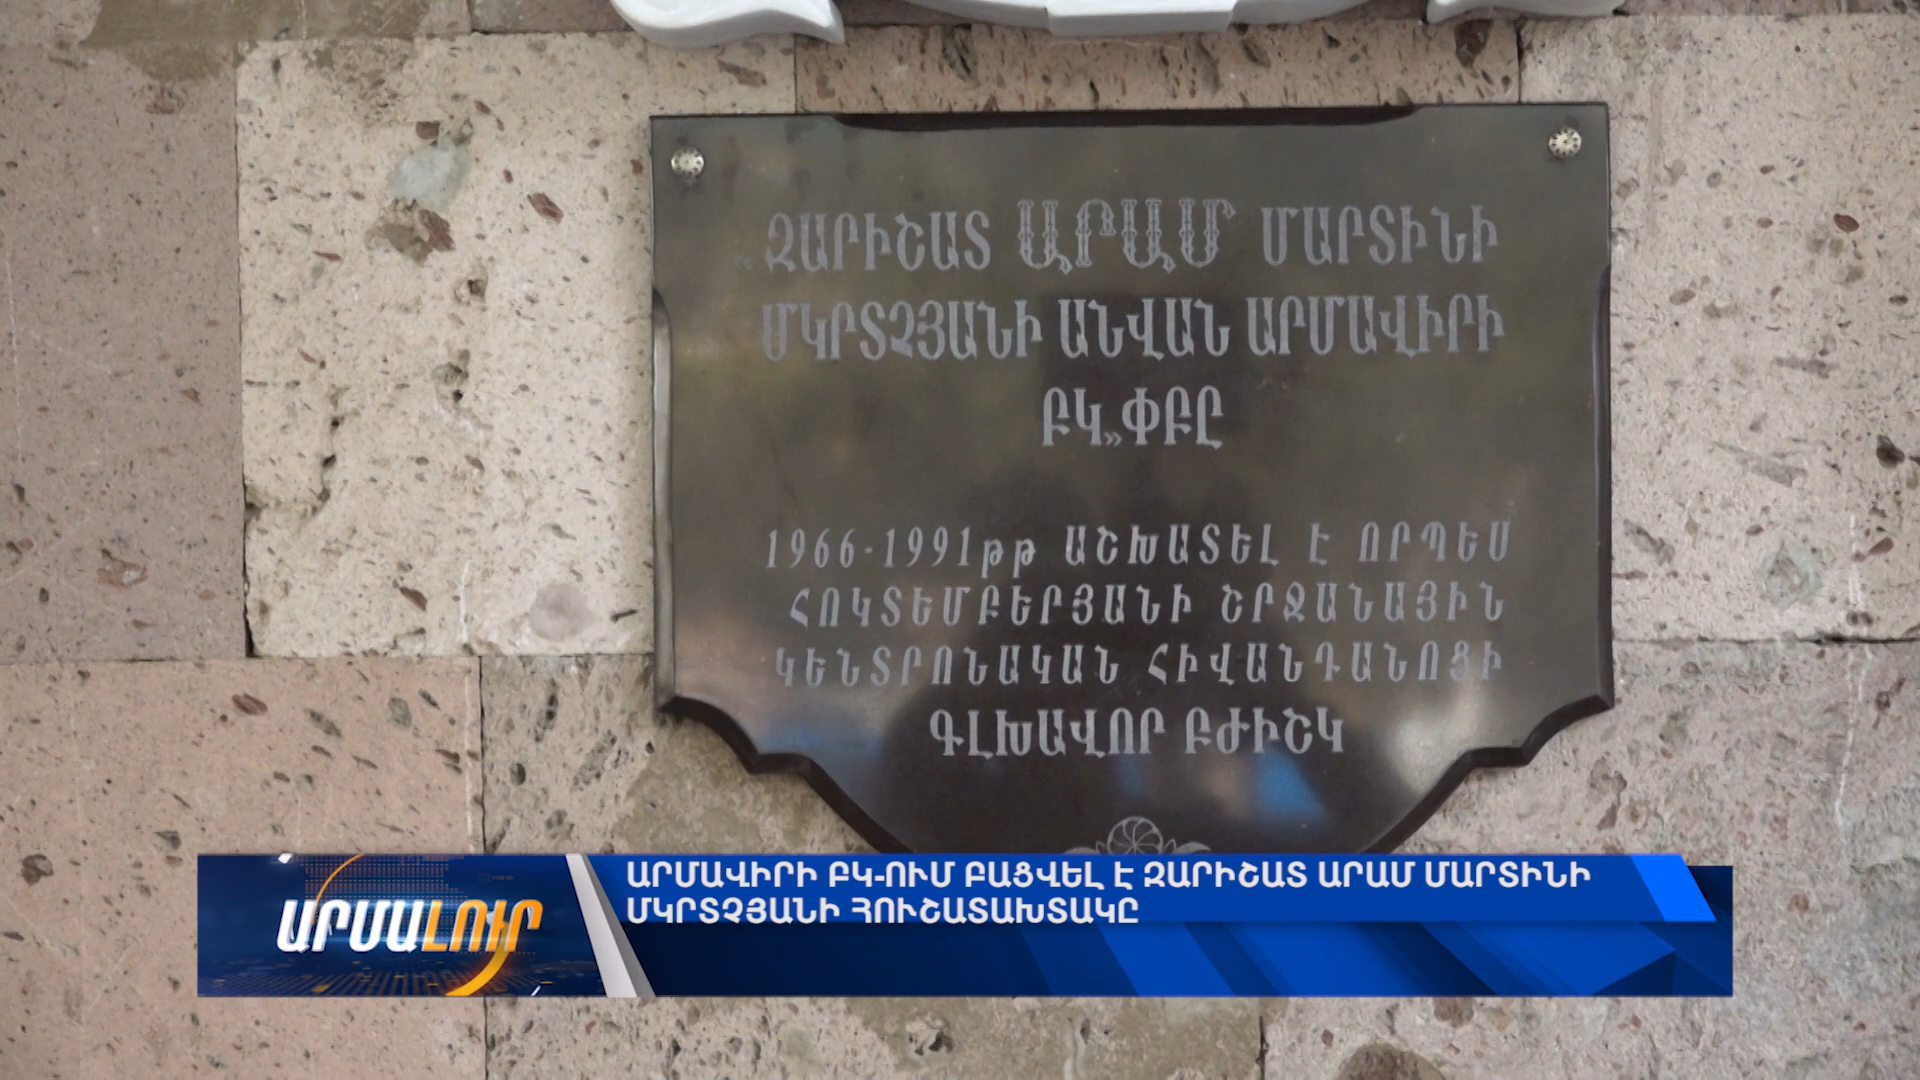 «ԶԱՐԻՇԱՏ ԱՐԱՄ ՄԱՐՏԻՆԻ
ՄԿՐՏՉՅԱՆԻ ԱՆՎԱՆ ԱՐՄԱՎԻՐԻ
ԲԿ»ՓԲԸ
1966-1991թթ ԱՇԽԱՏԵԼ Է ՈՐՊԵՍ
ՀՈԿՏԵՄԲԵՐՅԱՆԻ ՇՐՋԱՆԱՅԻՆ
ԿԵՆՏՐՈՆԱԿԱՆ ՀԻՎԱՆԴԱՆՈՑԻ
ԳԼԽԱՎՈՐ ԲԺԻՇԿ
ԱՐՄԱԼՈՒՐ
ԱՐՄԱՎԻՐԻ ԲԿ-ՈՒՄ ԲԱՑՎԵԼ Է ԶԱՐԻՇԱՏ ԱՐԱՄ ՄԱՐՏԻՆԻ
ՄԿՐՏՉՅԱՆԻ ՀՈՒՇԱՏԱԽՏԱԿԸ